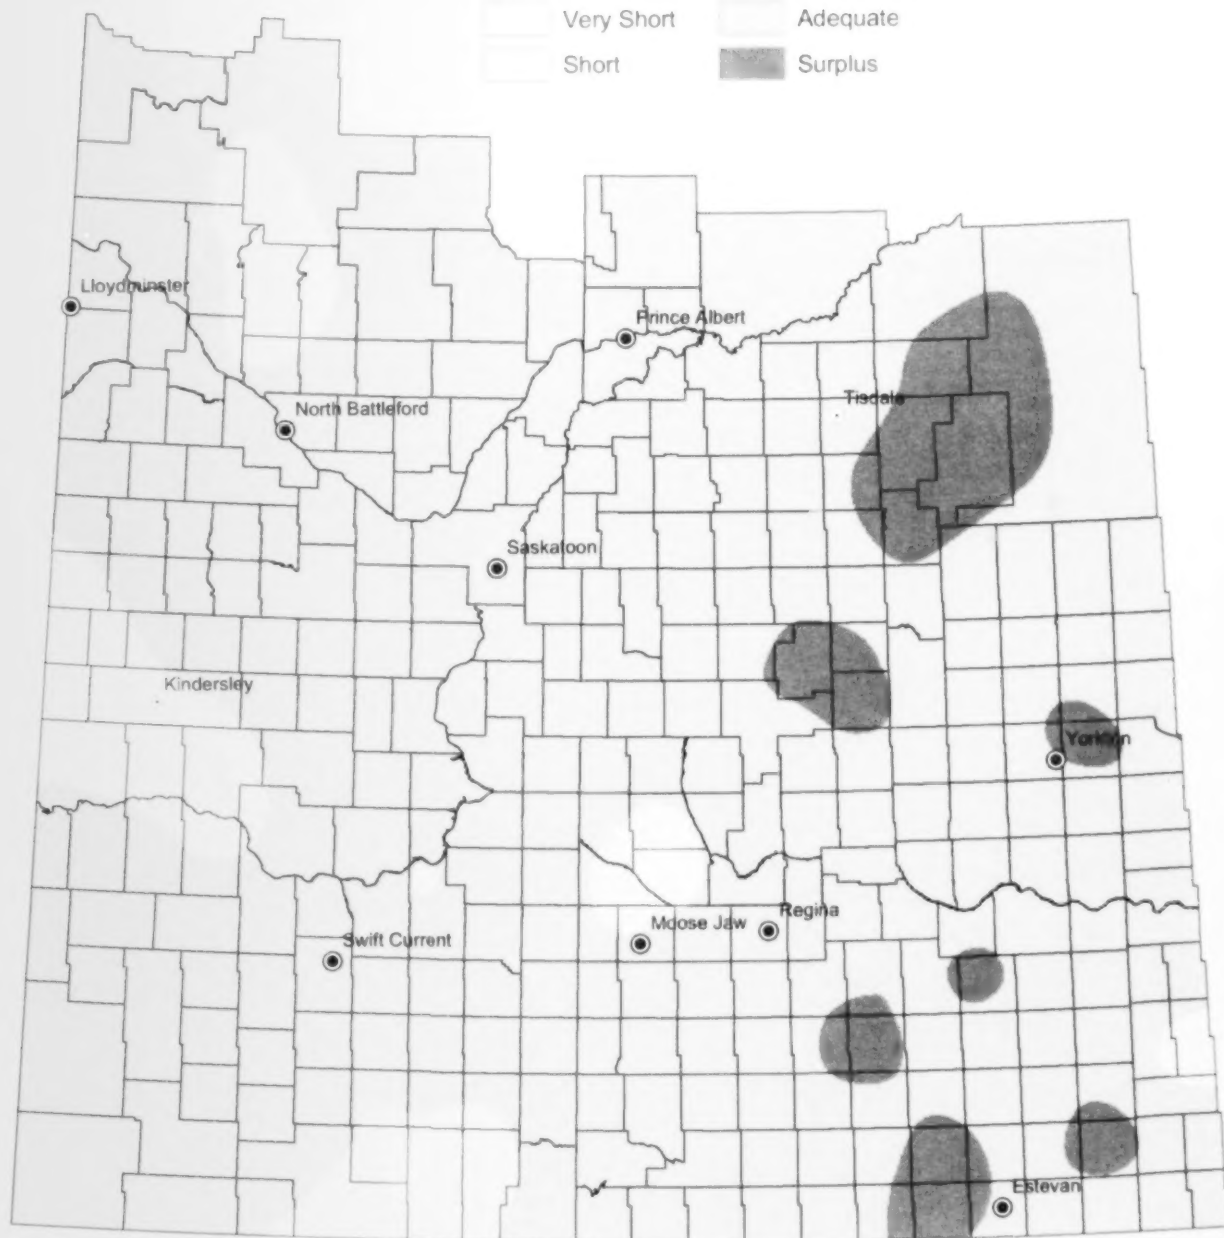 Very Short
Adequate
Short
Surplus
Lloydminster
Prince Albert
Tisdale
North Battleford
Saskatoon
Kindersley
Yorkton
Regina
Moose Jaw
Swift Current
Estevan